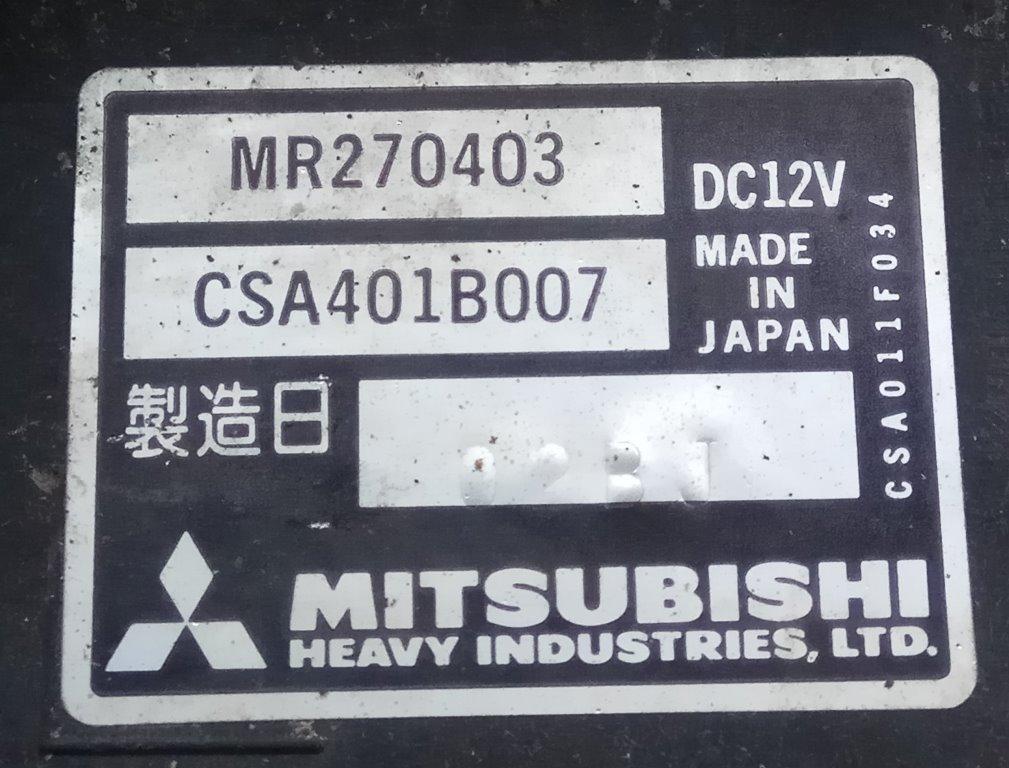 MR270403
DC12V
CSA401B007
MADE
IN
JAPAN
CSA011F034
製造日
MITSUBISHI
HEAVY INDUSTRIES, LTD.